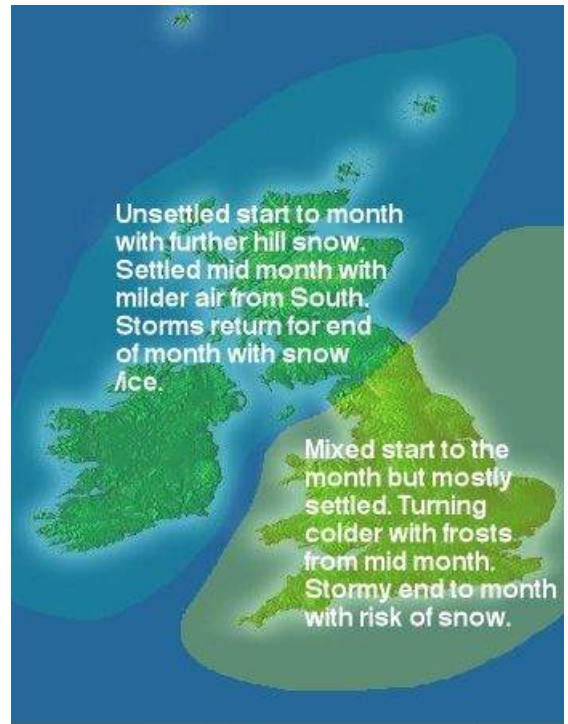 Unsettled start to month
with further hill snow.
Settled mid month with
milder air from South.
Storms return for end
of month with snow
/ice.
Mixed start to the
month but mostly
settled. Turning
colder with frosts
from mid month.
Stormy end to month
with risk of snow.